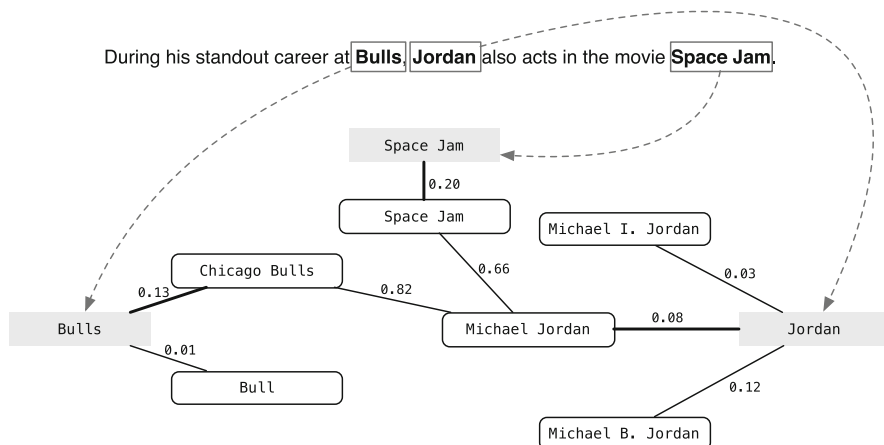 During his standout career at Bulls, Jordan also acts in the movie Space Jam.
Space Jam
0.20
Space Jam
Michael I. Jordan
Chicago Bulls
0.66
0.03
0.13
0.82
Bulls
Michael Jordan
0.08
Jordan
0.01
Bull
0.12
Michael B. Jordan